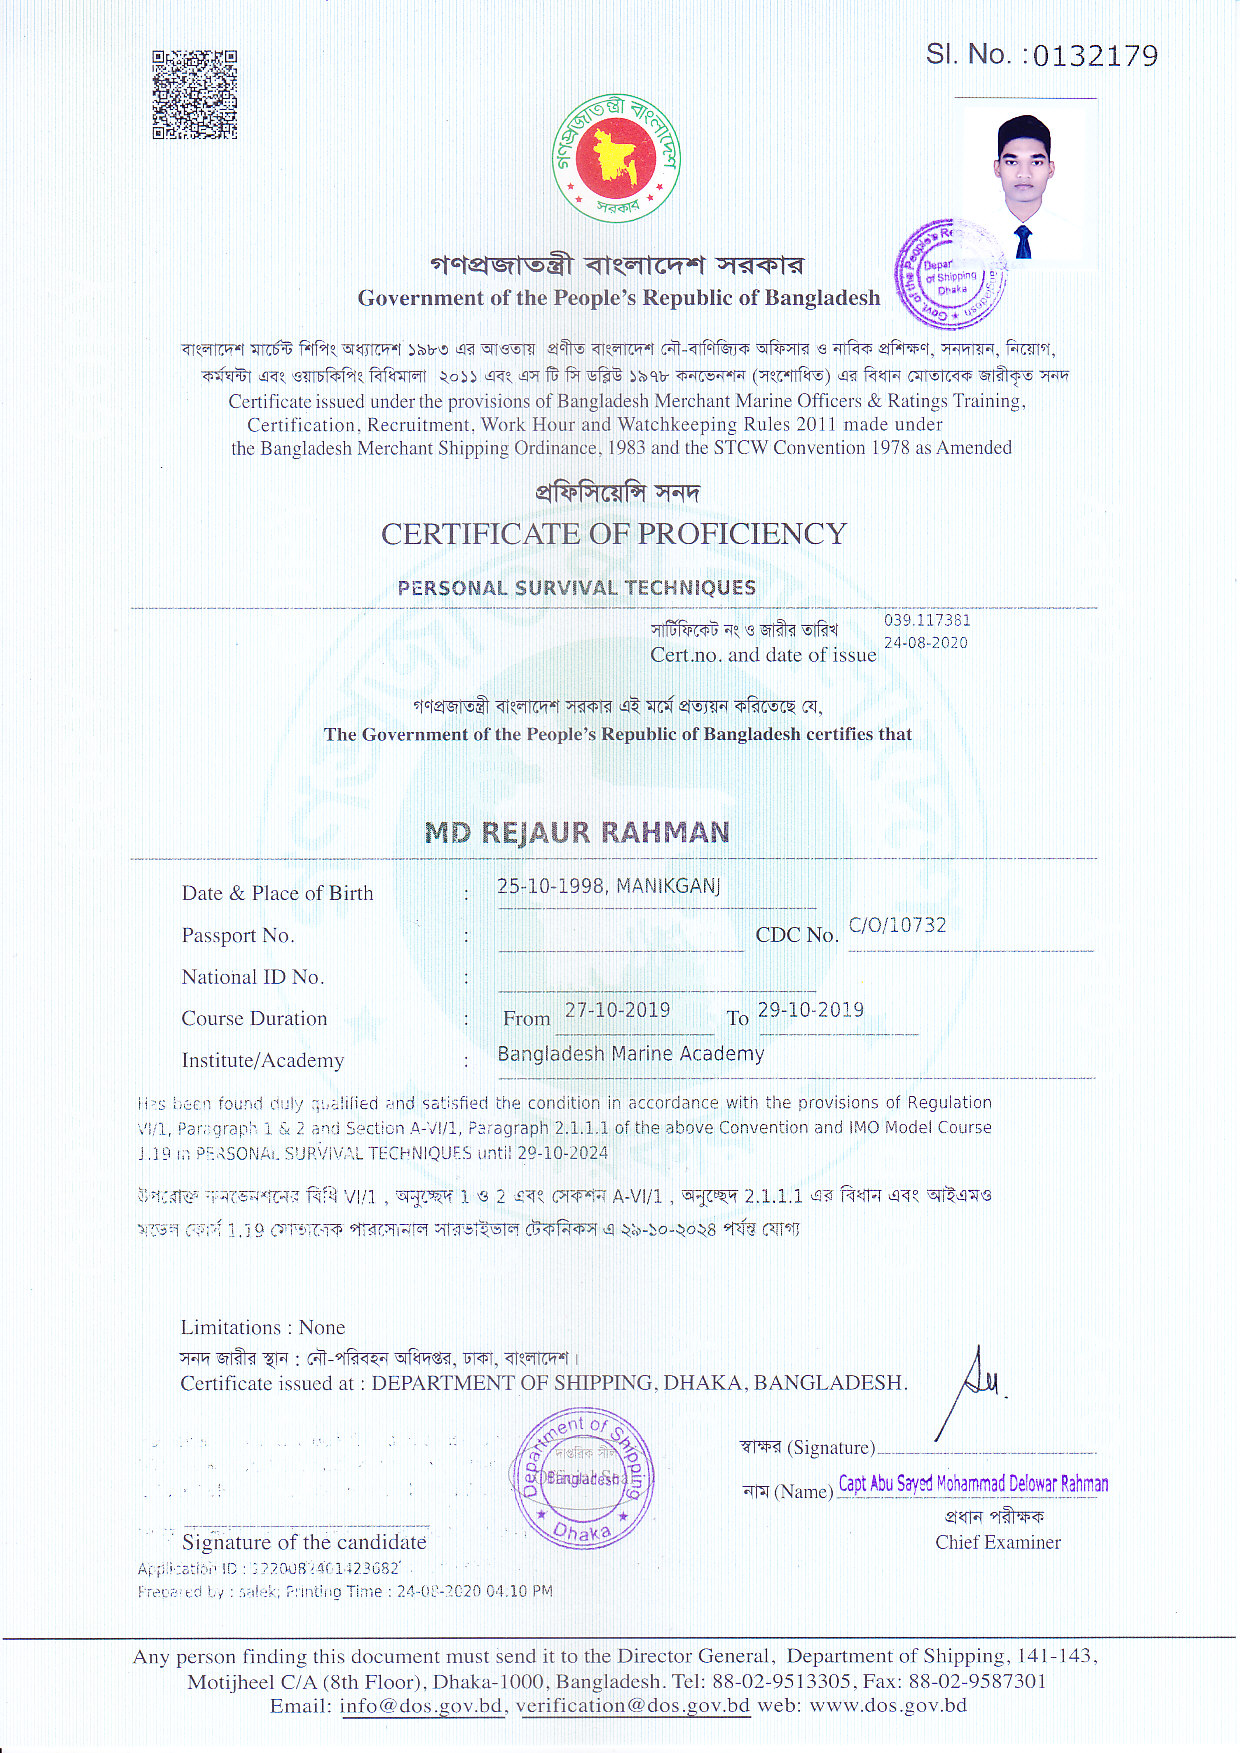 Sl. No. :0132179
গণপ্রজাতন্ত্রী বাংলাদেশ
সরকার
Depar
of Shipping
Dhaka
গণপ্রজাতন্ত্রী বাংলাদেশ সরকার
Government of the People's Republic of Bangladesh
বাংলাদেশ মার্চেন্ট শিপিং অধ্যাদেশ ১৯৮৩ এর আওতায় প্রণীত বাংলাদেশ নৌ-বাণিজ্যিক অফিসার ও নাবিক প্রশিক্ষণ, সনদায়ন, নিয়োগ,
কর্মঘন্টা এবং ওয়াচকিপিং বিধিমালা ২০১১ এবং এস টি সি ডব্লিউ ১৯৭৮ কনভেনশন (সংশোধিত) এর বিধান মোতাবেক জারীকৃত সনদ
Certificate issued under the provisions of Bangladesh Merchant Marine Officers & Ratings Training,
Certification, Recruitment, Work Hour and Watchkeeping Rules 2011 made under
the Bangladesh Merchant Shipping Ordinance, 1983 and the STCW Convention 1978 as Amended
প্রফিসিয়েন্সি সনদ
CERTIFICATE OF PROFICIENCY
PERSONAL SURVIVAL TECHNIQUES
সার্টিফিকেট নং ও জারীর তারিখ 039.117381
Cert.no. and date of issue 24-08-2020
গণপ্রজাতন্ত্রী বাংলাদেশ সরকার এই মর্মে প্রত্যয়ন করিতেছে যে,
The Government of the People's Republic of Bangladesh certifies that
MD REJAUR RAHMAN
Date & Place of Birth : 25-10-1998, MANIKGANJ
Passport No. : CDC No. C/O/10732
National ID No. :
Course Duration : From 27-10-2019 To 29-10-2019
Institute/Academy : Bangladesh Marine Academy
Has been found duly qualified and satisfied the condition in accordance with the provisions of Regulation
VI/1, Paragraph 1 & 2 and Section A-VI/1, Paragraph 2.1.1.1 of the above Convention and IMO Model Course
1.19 in PERSONAL SURVIVAL TECHNIQUES until 29-10-2024
উপরোক্ত কনভেনশনের বিধি VI/1 , অনুচ্ছেদ 1 ও 2 এবং সেকশন A-VI/1 , অনুচ্ছেদ 2.1.1.1 এর বিধান এবং আইএমও
মডেল কোর্স 1.19 মোতাবেক পারসোনাল সারভাইভাল টেকনিকস এ ২৯-১০-২০২৪ পর্যন্ত যোগ্য
Limitations : None
সনদ জারীর স্থান : নৌ-পরিবহন অধিদপ্তর, ঢাকা, বাংলাদেশ।
Certificate issued at : DEPARTMENT OF SHIPPING, DHAKA, BANGLADESH.
Department of Shipping
দাপ্তরিক সীল
Bangladesh
Dhaka
স্বাক্ষর (Signature)
নাম (Name) Capt Abu Sayed Mohammad Delowar Rahman
প্রধান পরীক্ষক
Chief Examiner
Signature of the candidate
Application ID :
Prepared by : salek; Printing Time : 24-08-2020 04:10 PM
Any person finding this document must send it to the Director General, Department of Shipping, 141-143,
Motijheel C/A (8th Floor), Dhaka-1000, Bangladesh. Tel: 88-02-9513305, Fax: 88-02-9587301
Email: info@dos.gov.bd, verification@dos.gov.bd web: www.dos.gov.bd